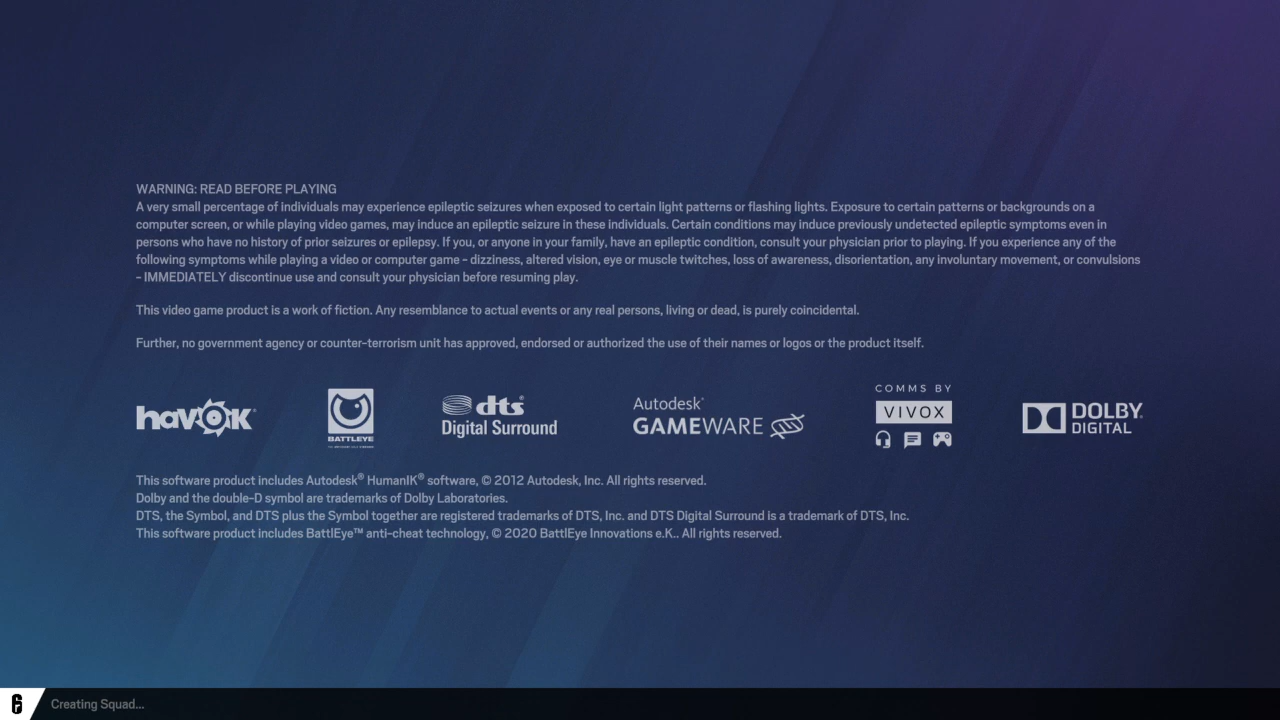 WARNING: READ BEFORE PLAYING
A very small percentage of individuals may experience epileptic seizures when exposed to certain light patterns or flashing lights. Exposure to certain patterns or backgrounds on a
computer screen, or while playing video games, may induce an epileptic seizure in these individuals. Certain conditions may induce previously undetected epileptic symptoms even in
persons who have no history of prior seizures or epilepsy. If you, or anyone in your family, have an epileptic condition, consult your physician prior to playing. If you experience any of the
following symptoms while playing a video or computer game - dizziness, altered vision, eye or muscle twitches, loss of awareness, disorientation, any involuntary movement, or convulsions
- IMMEDIATELY discontinue use and consult your physician before resuming play.
This video game product is a work of fiction. Any resemblance to actual events or any real persons, living or dead, is purely coincidental.
Further, no government agency or counter-terrorism unit has approved, endorsed or authorized the use of their names or logos or the product itself.
havok®
BATTLEYE
dts®
Digital Surround
Autodesk®
GAMEWARE
COMMS BY
VIVOX
DOLBY®
DIGITAL
This software product includes Autodesk® HumanIK® software, © 2012 Autodesk, Inc. All rights reserved.
Dolby and the double-D symbol are trademarks of Dolby Laboratories.
DTS, the Symbol, and DTS plus the Symbol together are registered trademarks of DTS, Inc. and DTS Digital Surround is a trademark of DTS, Inc.
This software product includes BattlEye™ anti-cheat technology, © 2020 BattlEye Innovations e.K.. All rights reserved.
6 Creating Squad...